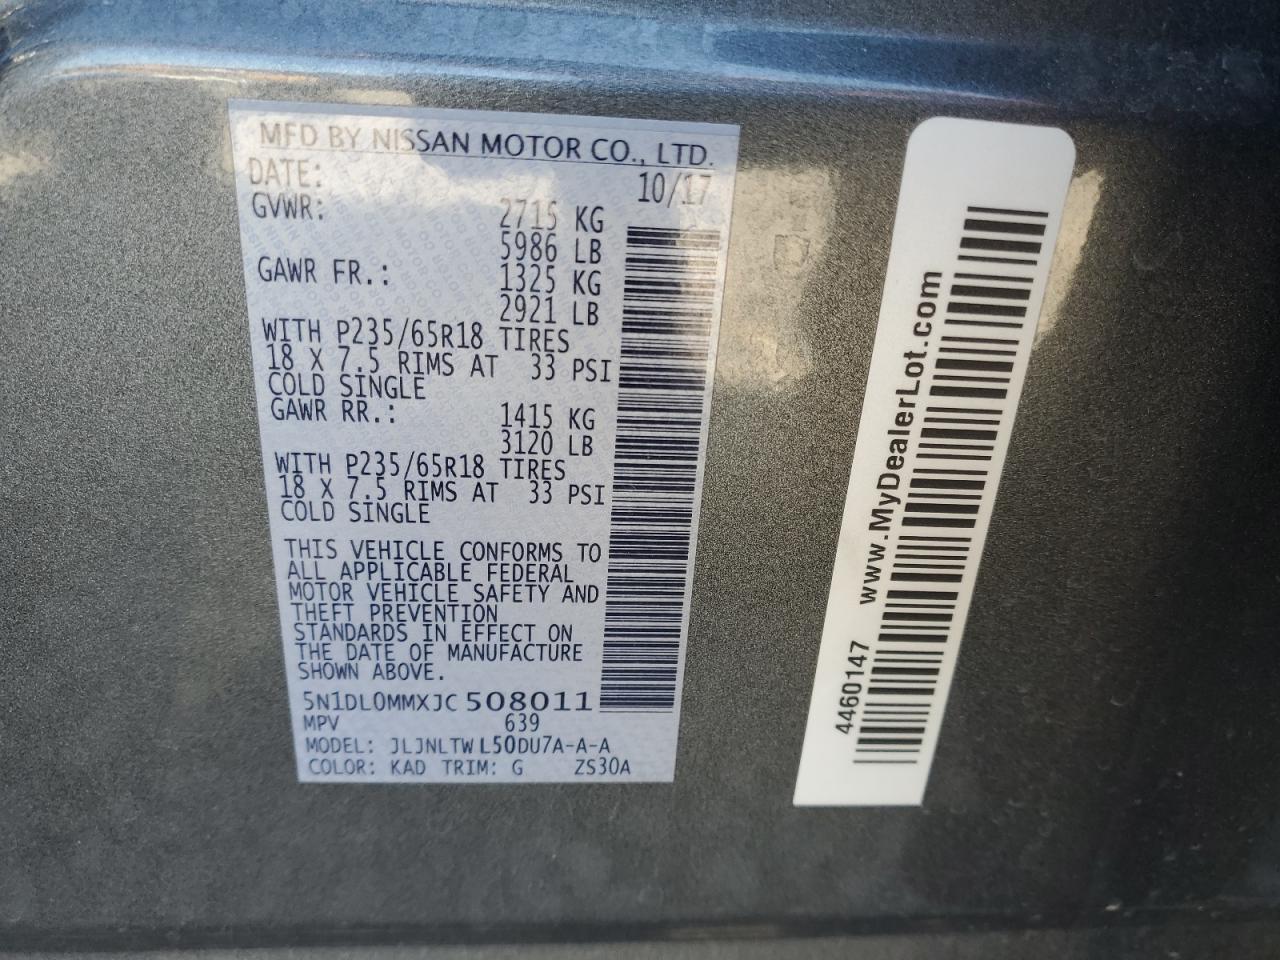 MFD BY NISSAN MOTOR CO., LTD.
DATE: 10/17
GVWR: 2715 KG
5986 LB
GAWR FR.: 1325 KG
2921 LB
WITH P235/65R18 TIRES
18 X 7.5 RIMS AT 33 PSI
COLD SINGLE
GAWR RR.: 1415 KG
3120 LB
WITH P235/65R18 TIRES
18 X 7.5 RIMS AT 33 PSI
COLD SINGLE
THIS VEHICLE CONFORMS TO
ALL APPLICABLE FEDERAL
MOTOR VEHICLE SAFETY AND
THEFT PREVENTION
STANDARDS IN EFFECT ON
THE DATE OF MANUFACTURE
SHOWN ABOVE.
5N1DL0MMXJC 508011
MPV 639
MODEL: JLJNLTW L50DU7A-A-A
COLOR: KAD TRIM: G ZS30A
4460147 www.MyDealerLot.com